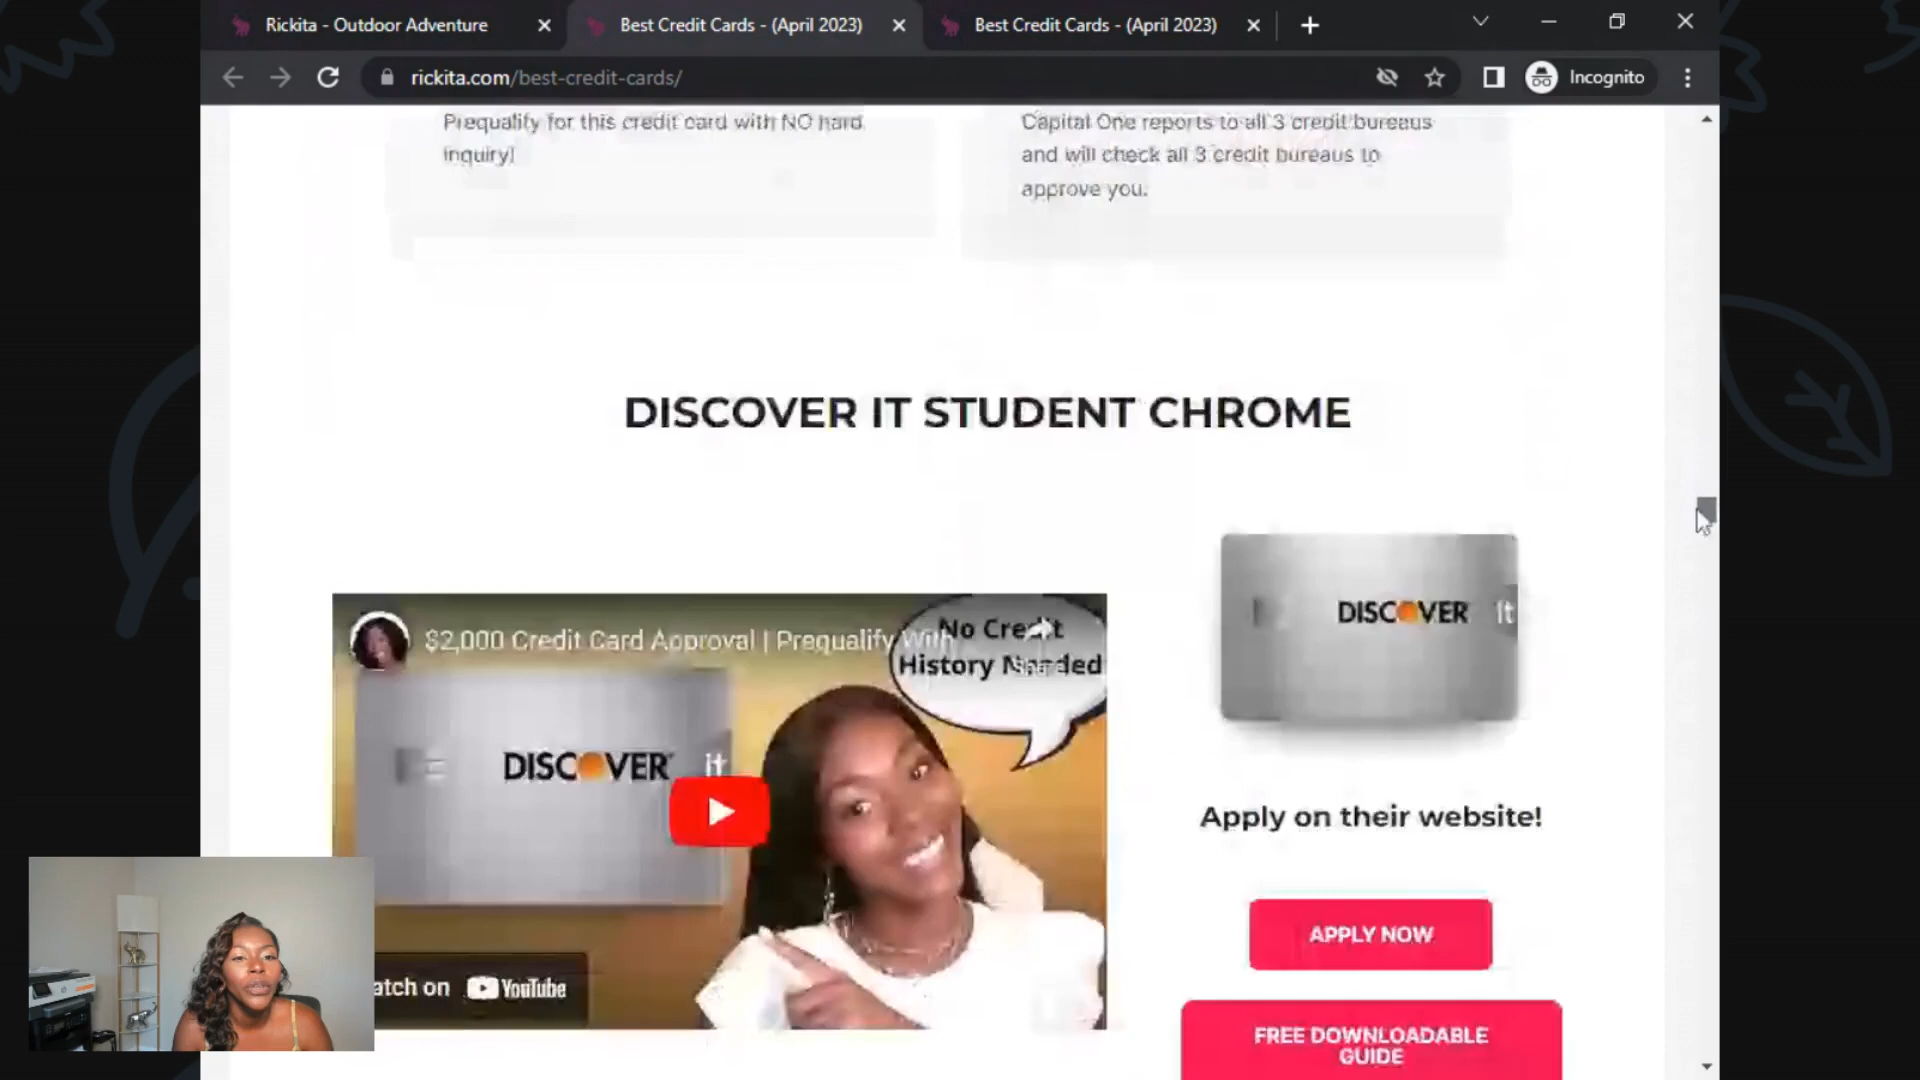 Rickita - Outdoor Adventure
Best Credit Cards - (April 2023)
Best Credit Cards - (April 2023)
rickita.com/best-credit-cards/
Incognito
Prequalify for this credit card with NO hard
inquiry!
Capital One reports to all 3 credit bureaus
and will check all 3 credit bureaus to
approve you.
DISCOVER IT STUDENT CHROME
DISCOVER it
$2,000 Credit Card Approval | Prequalify With
No Credit
History Needed
DISCOVER it
Apply on their website!
APPLY NOW
atch on YouTube
FREE DOWNLOADABLE
GUIDE